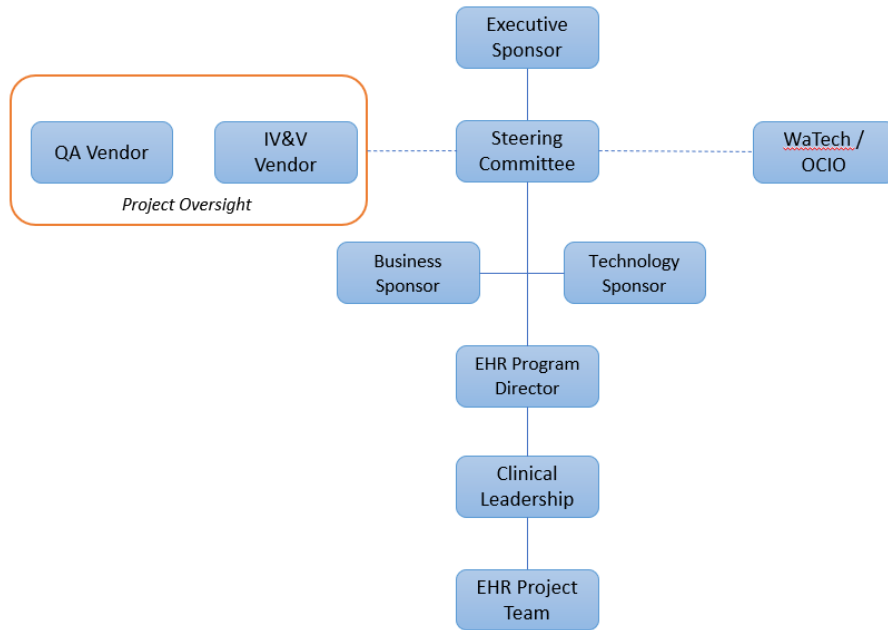 Executive
Sponsor
QA Vendor
IV&V
Vendor
Project Oversight
Steering
Committee
WaTech /
OCIO
Business
Sponsor
Technology
Sponsor
EHR Program
Director
Clinical
Leadership
EHR Project
Team